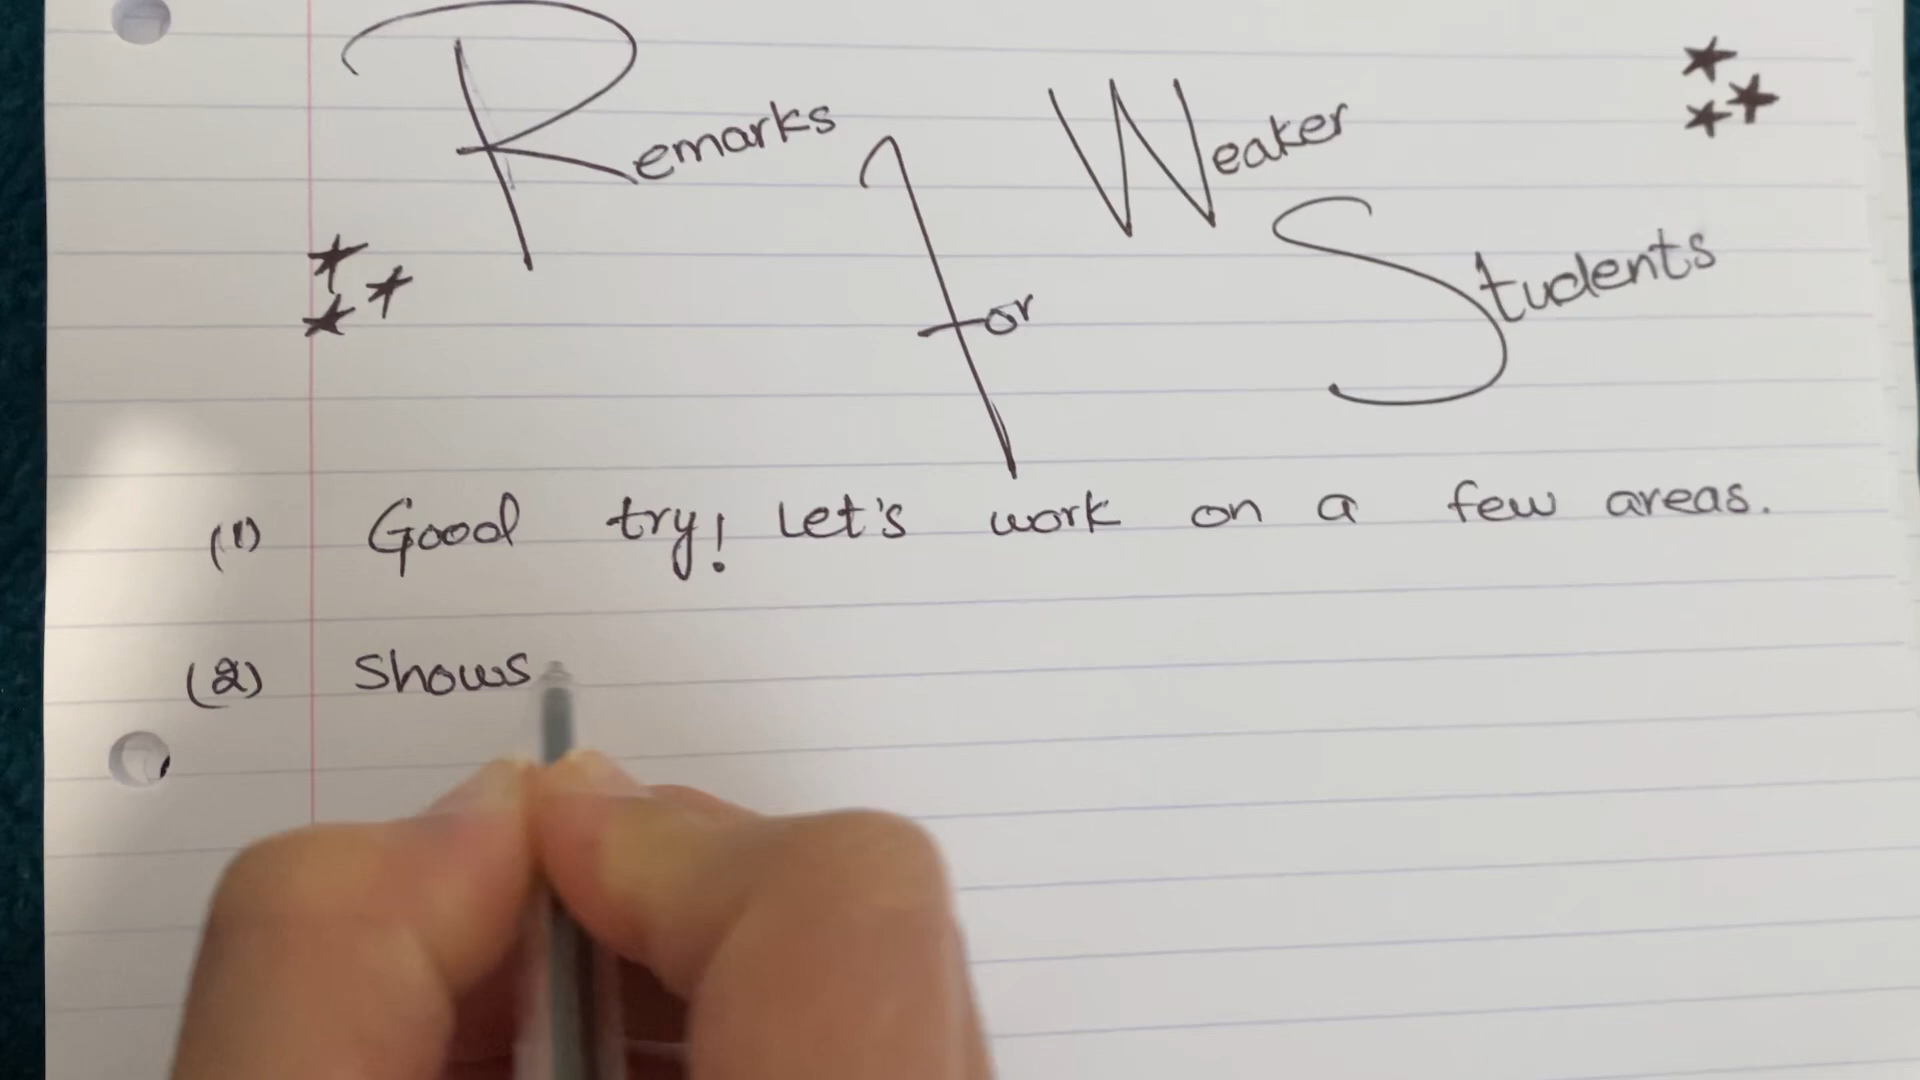 Remarks for Weaker Students
(1) Good try! Let's work on a few areas.
(2) Shows